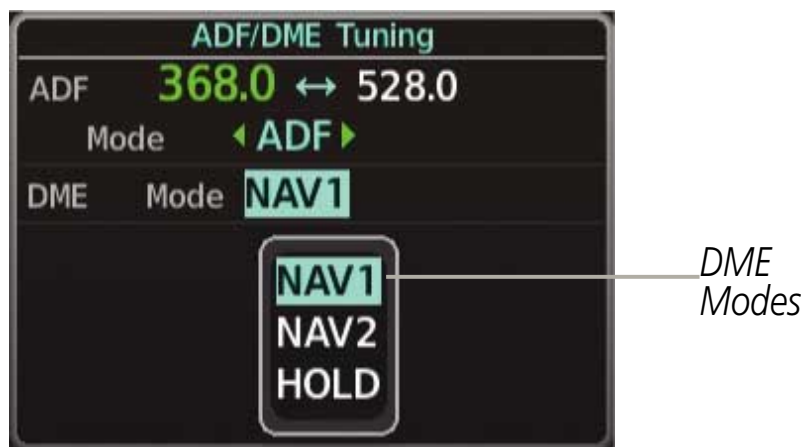 ADF/DME Tuning
ADF 368.0 ↔ 528.0
Mode ADF
DME Mode NAV1
NAV1
NAV2
HOLD
DME
Modes